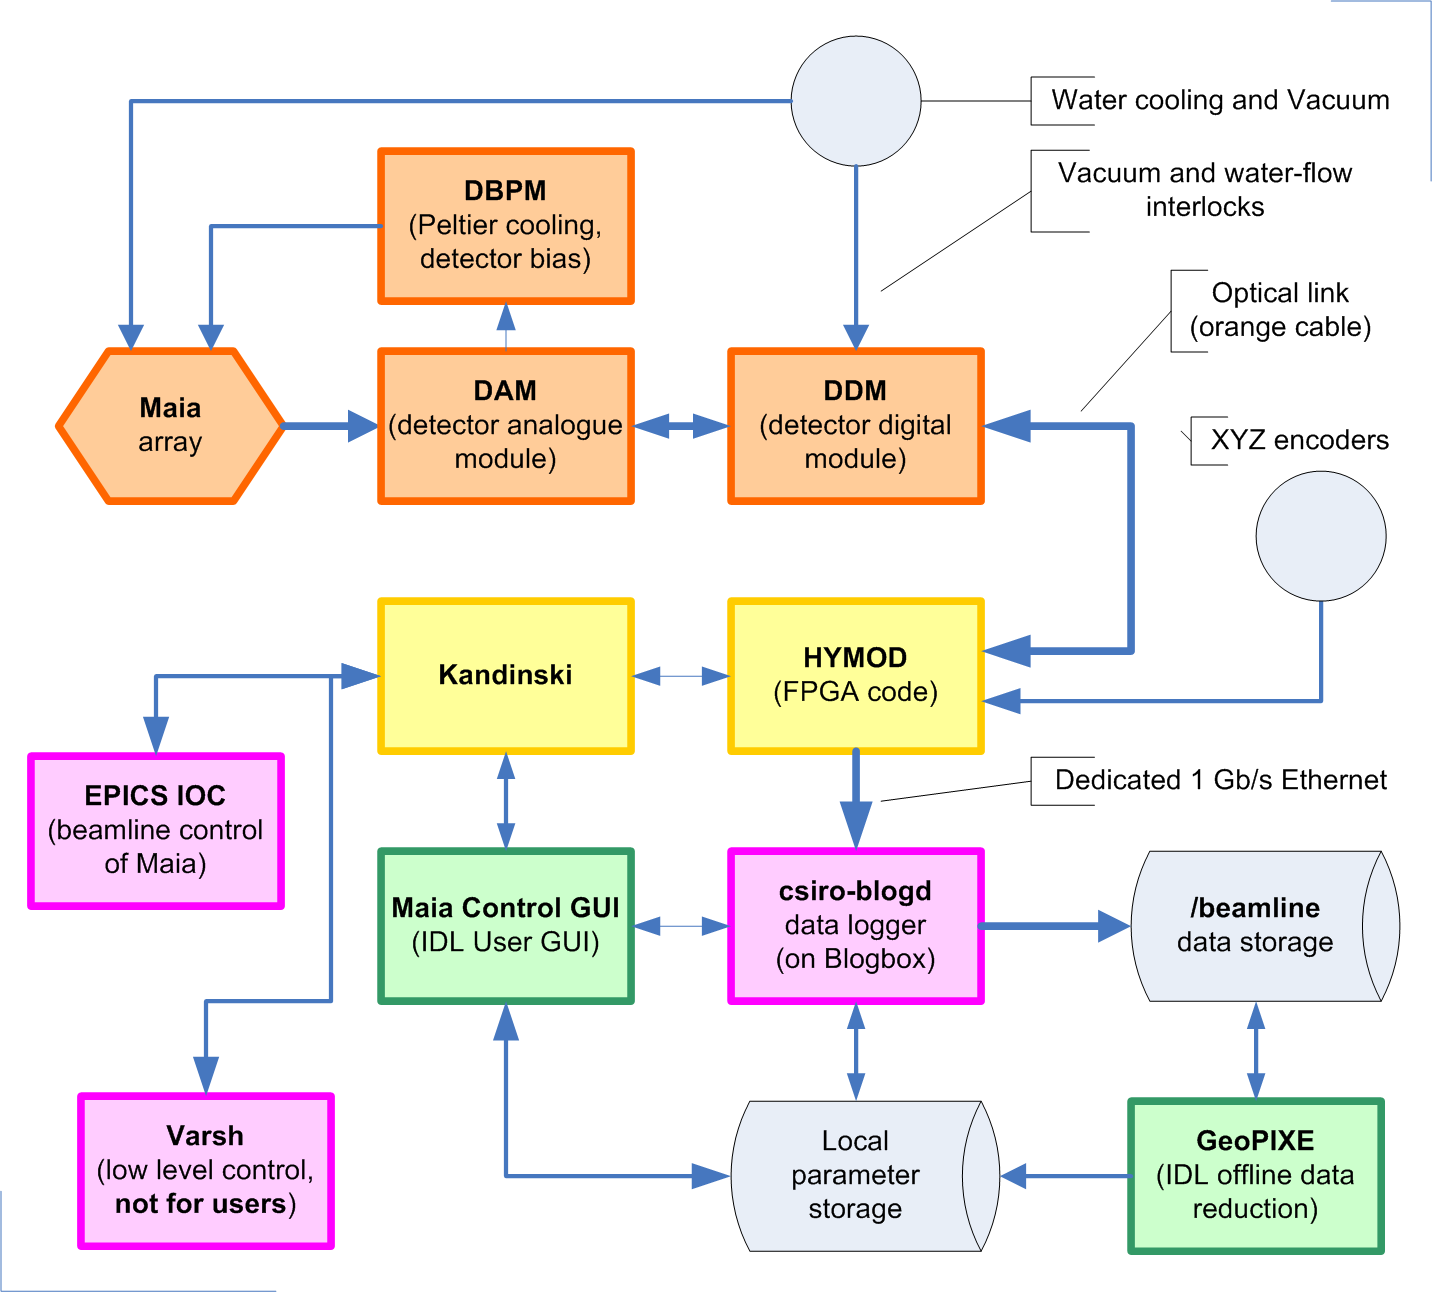 Water cooling and Vacuum
DBPM
(Peltier cooling,
detector bias)
Vacuum and water-flow
interlocks
Optical link
(orange cable)
Maia
array
DAM
(detector analogue
module)
DDM
(detector digital
module)
XYZ encoders
Kandinski
HYMOD
(FPGA code)
EPICS IOC
(beamline control
of Maia)
Dedicated 1 Gb/s Ethernet
Maia Control GUI
(IDL User GUI)
csiro-blogd
data logger
(on Blogbox)
/beamline
data storage
Varsh
(low level control,
not for users)
Local
parameter
storage
GeoPIXE
(IDL offline data
reduction)